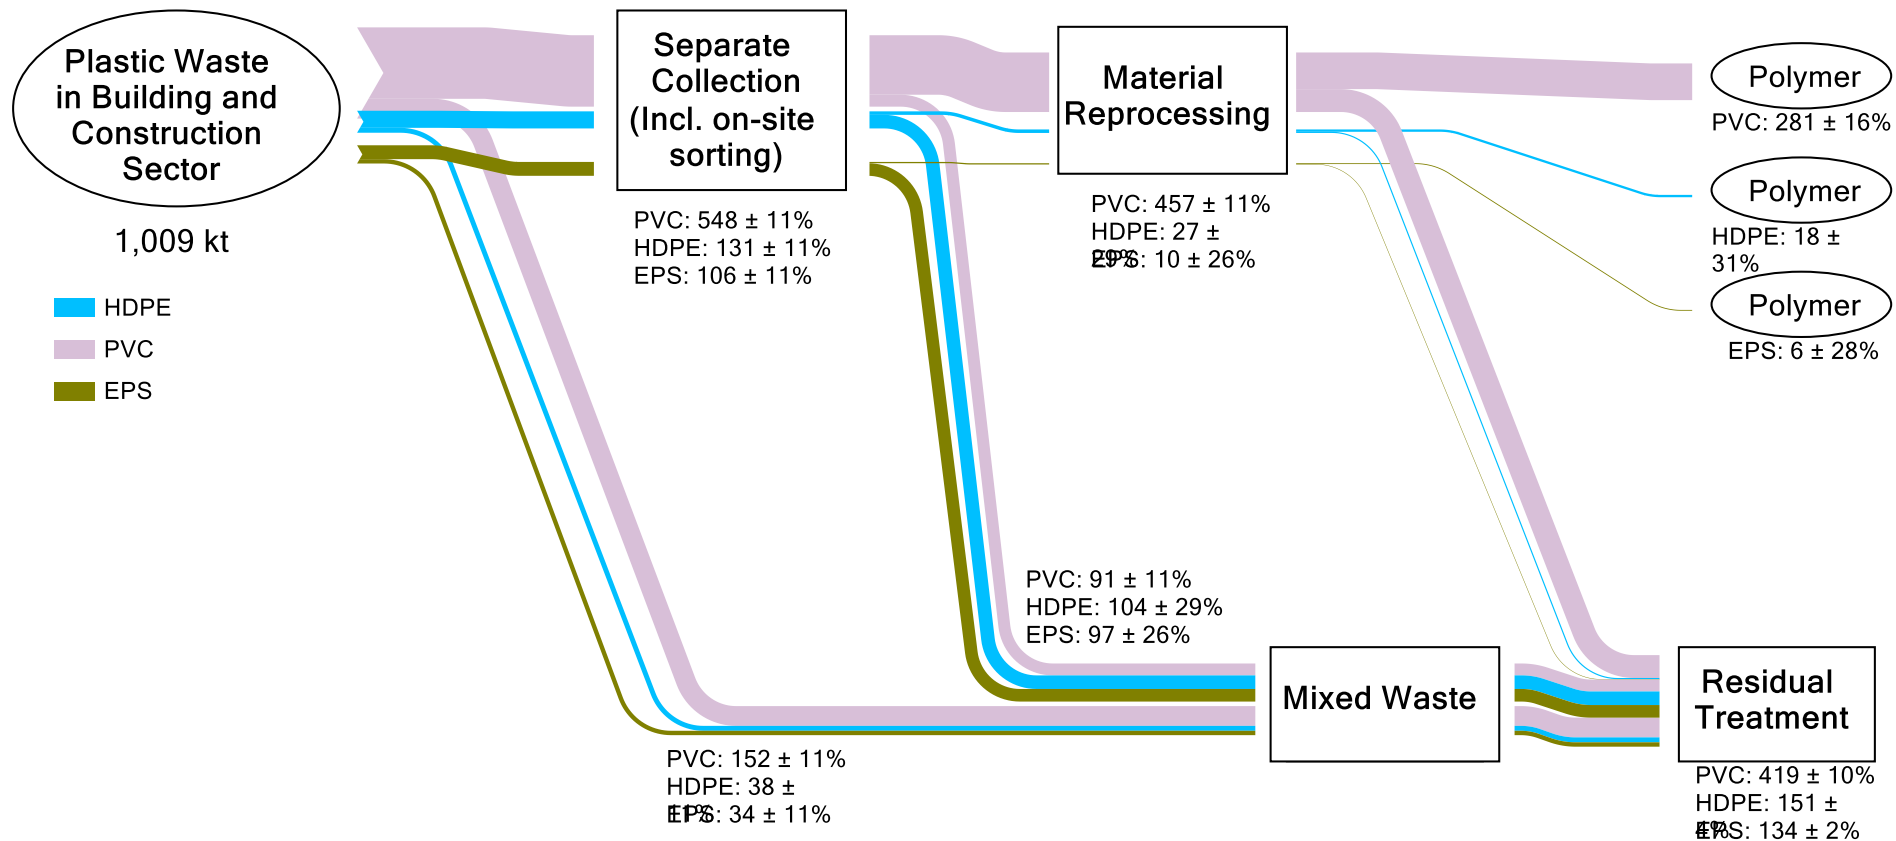 Plastic Waste
in Building and
Construction
Sector
1,009 kt
HDPE
PVC
EPS
Separate
Collection
(Incl. on-site
sorting)
PVC: 548 ± 11%
HDPE: 131 ± 11%
EPS: 106 ± 11%
Material
Reprocessing
PVC: 457 ± 11%
HDPE: 27 ±
29%
EPS: 10 ± 26%
Polymer
PVC: 281 ± 16%
Polymer
HDPE: 18 ±
31%
Polymer
EPS: 6 ± 28%
PVC: 91 ± 11%
HDPE: 104 ± 29%
EPS: 97 ± 26%
Mixed Waste
PVC: 152 ± 11%
HDPE: 38 ±
11%
EPS: 34 ± 11%
Residual
Treatment
PVC: 419 ± 10%
HDPE: 151 ±
4%
EPS: 134 ± 2%